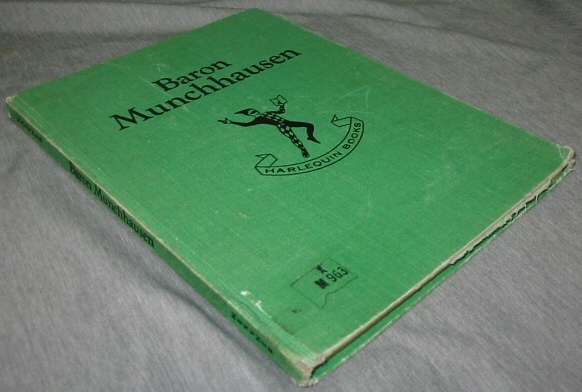 Baron
Munchhausen
HARLEQUIN BOOKS
X
M 963
Baron Munchhausen